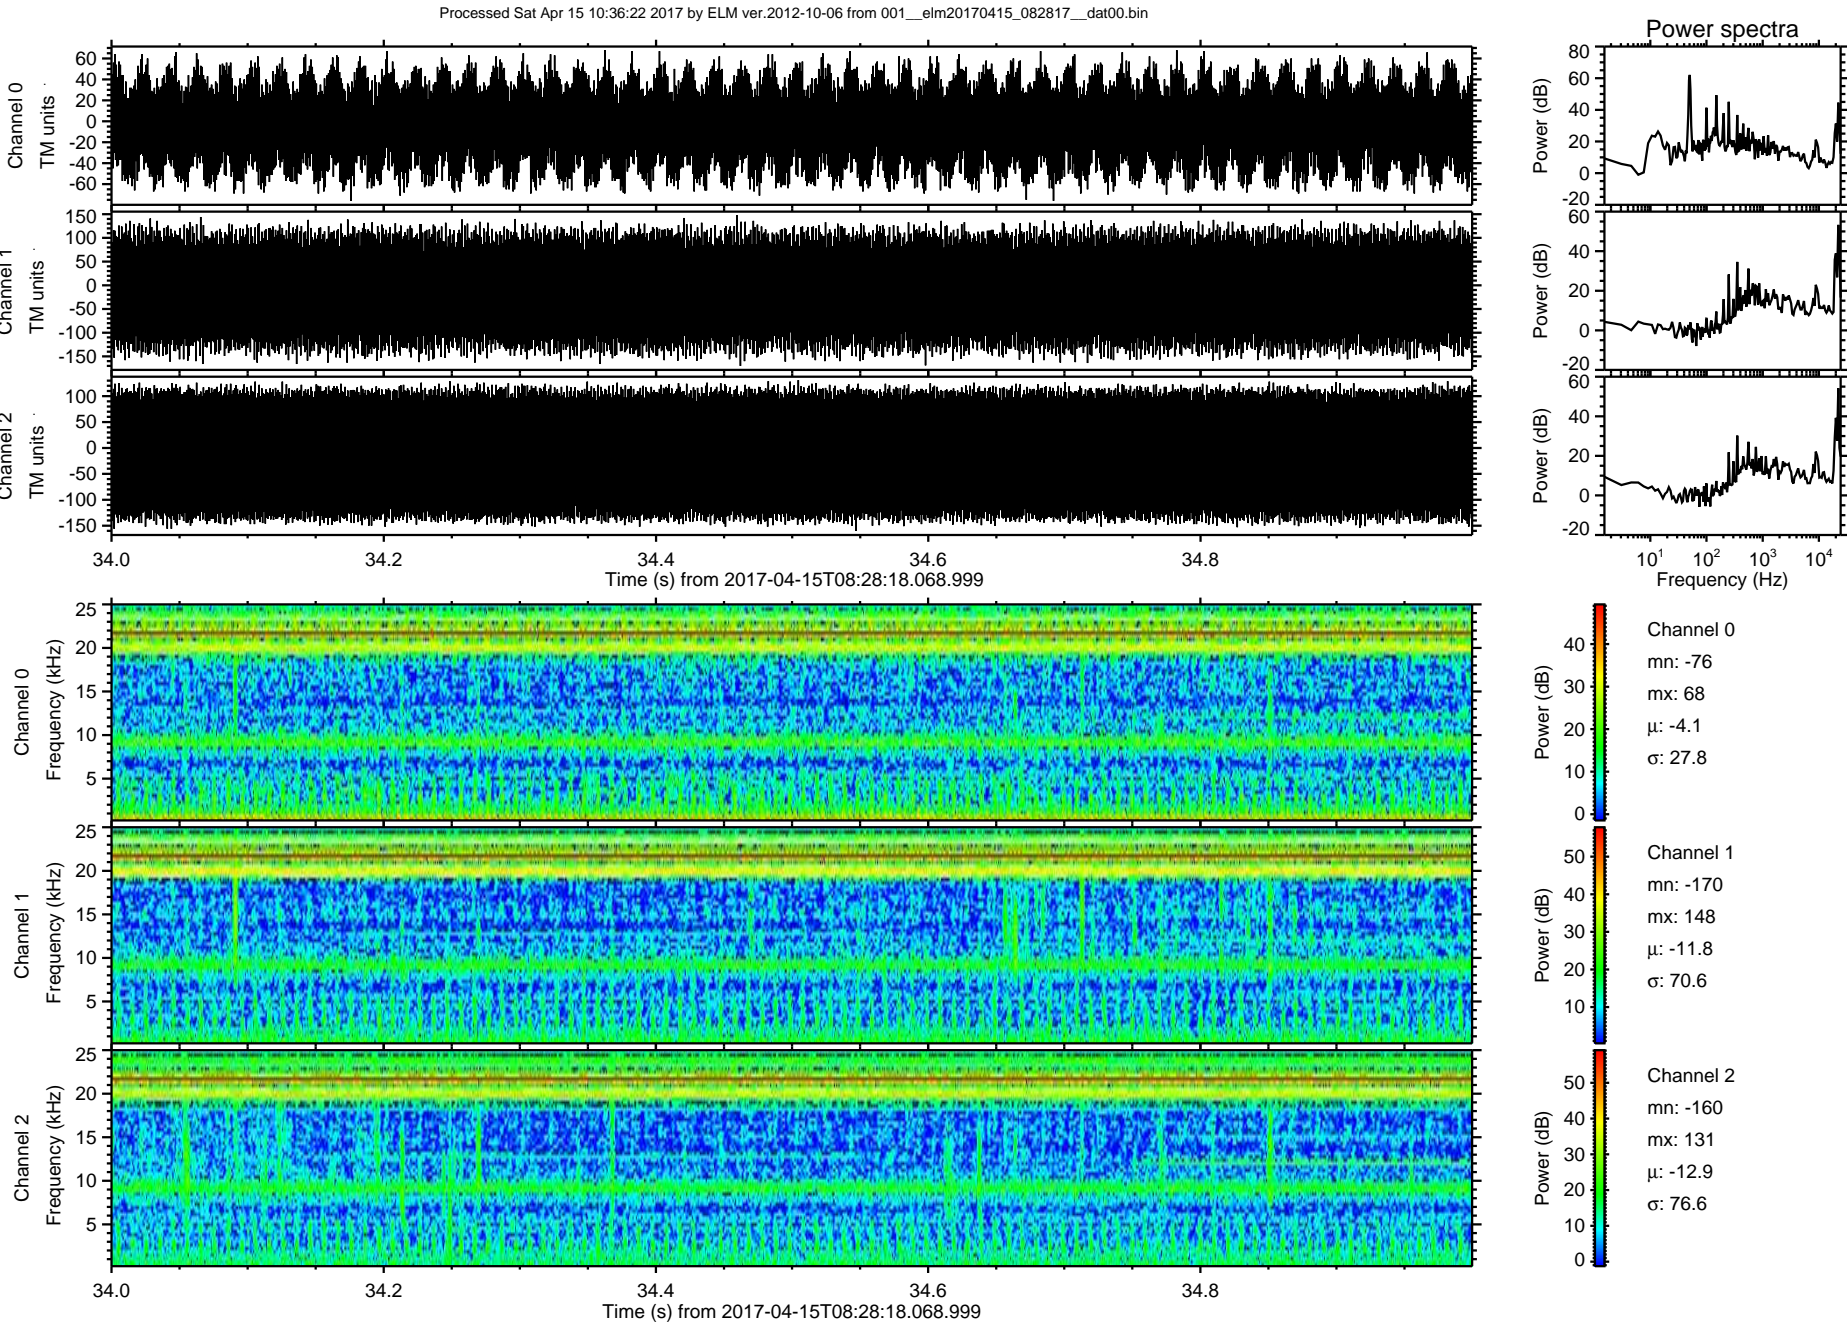 Processed Sat Apr 15 10:36:22 2017 by ELM ver.2012-10-06 from 001__elm20170415_082817__dat00.bin
Power spectra
Channel 0
TM units
60
40
20
0
-20
-40
-60
Power (dB)
80
60
40
20
0
-20
Channel 1
TM units
150
100
50
0
-50
-100
-150
Power (dB)
60
40
20
0
-20
Channel 2
TM units
100
50
0
-50
-100
-150
Power (dB)
60
40
20
0
-20
34.0 34.2 34.4 34.6 34.8
Time (s) from 2017-04-15T08:28:18.068.999
10^1 10^2 10^3 10^4
Frequency (Hz)
Channel 0
Frequency (kHz)
25
20
15
10
5
Power (dB)
40
30
20
10
0
Channel 0
mn: -76
mx: 68
μ: -4.1
σ: 27.8
Channel 1
Frequency (kHz)
25
20
15
10
5
Power (dB)
50
40
30
20
10
Channel 1
mn: -170
mx: 148
μ: -11.8
σ: 70.6
Channel 2
Frequency (kHz)
25
20
15
10
5
Power (dB)
50
40
30
20
10
0
Channel 2
mn: -160
mx: 131
μ: -12.9
σ: 76.6
34.0 34.2 34.4 34.6 34.8
Time (s) from 2017-04-15T08:28:18.068.999